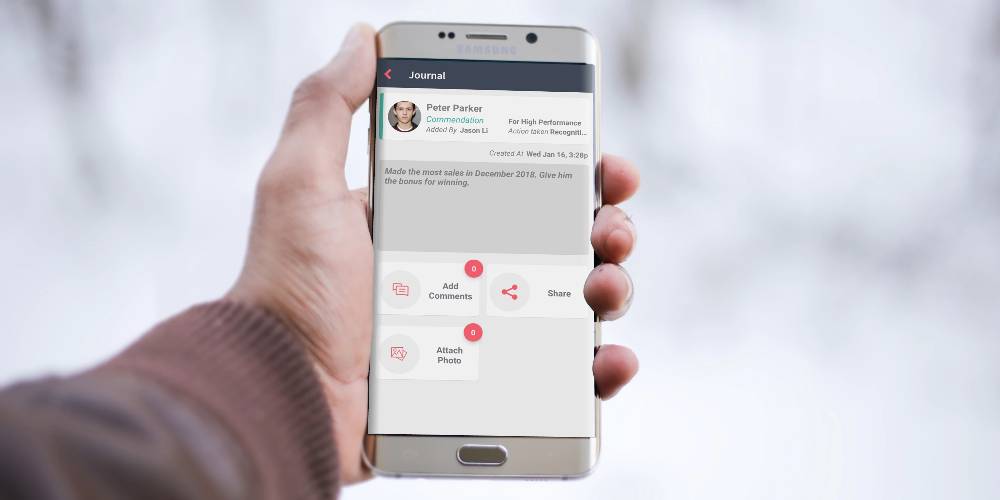 SAMSUNG
Journal
Peter Parker
Commendation
For High Performance
Added By Jason Li
Action taken Recogniti...
Created At Wed Jan 16, 3:28p
Made the most sales in December 2018. Give him
the bonus for winning.
0
Add
Comments
Share
0
Attach
Photo